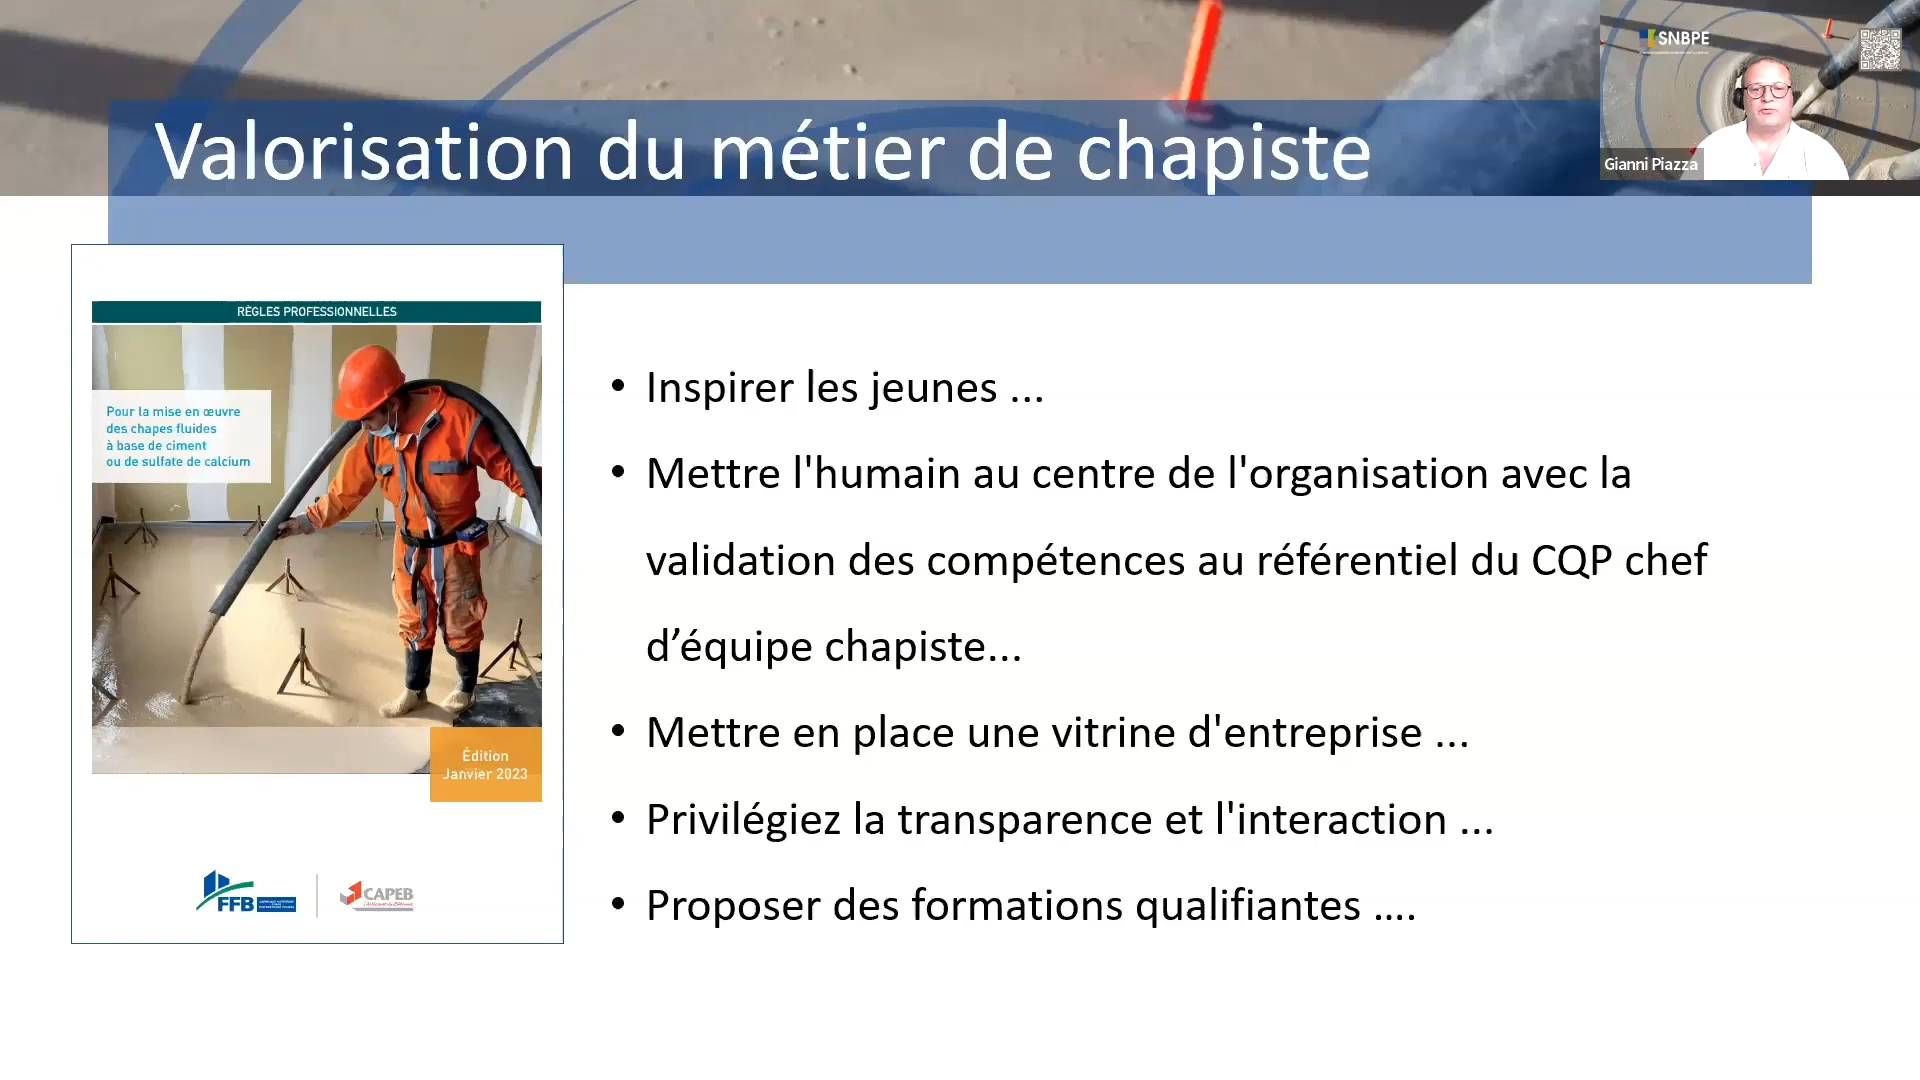 SNBPE
Gianni Piazza
Valorisation du métier de chapiste
RÈGLES PROFESSIONNELLES
Pour la mise en œuvre
des chapes fluides
à base de ciment
ou de sulfate de calcium
Édition
Janvier 2023
FFB
CAPEB
• Inspirer les jeunes ...
• Mettre l'humain au centre de l'organisation avec la
validation des compétences au référentiel du CQP chef
d’équipe chapiste...
• Mettre en place une vitrine d'entreprise ...
• Privilégiez la transparence et l'interaction ...
• Proposer des formations qualifiantes ....